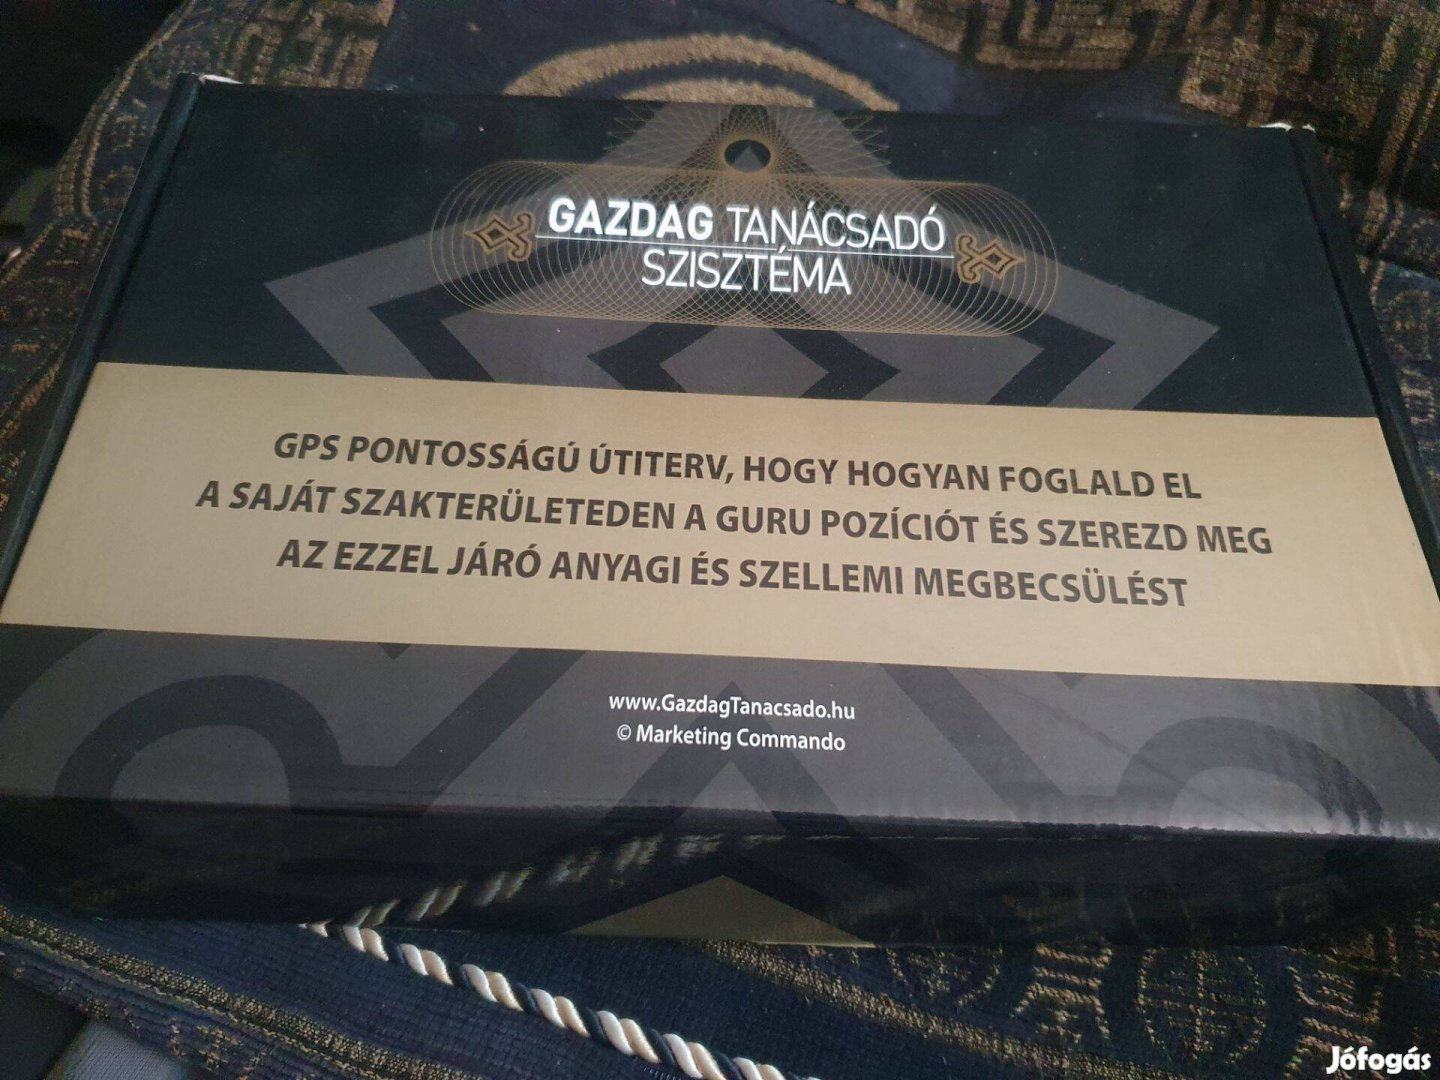 GAZDAG TANÁCSADÓ
SZISZTÉMA
GPS PONTOSSÁGÚ ÚTITERV, HOGY HOGYAN FOGLALD EL
A SAJÁT SZAKTERÜLETEDEN A GURU POZÍCIÓT ÉS SZEREZD MEG
AZ EZZEL JÁRÓ ANYAGI ÉS SZELLEMI MEGBECSÜLÉST
www.GazdagTanacsado.hu
© Marketing Commando
Jófogás